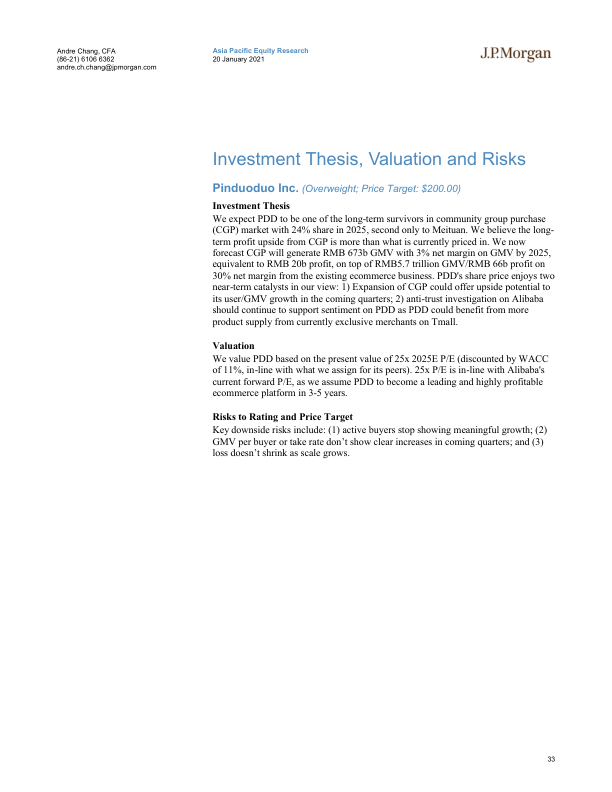 Andre Chang, CFA
(86-21) 6106 6362
andre.ch.chang@jpmorgan.com
Asia Pacific Equity Research
20 January 2021
J.P.Morgan
Investment Thesis, Valuation and Risks
Pinduoduo Inc. (Overweight; Price Target: $200.00)
Investment Thesis
We expect PDD to be one of the long-term survivors in community group purchase
(CGP) market with 24% share in 2025, second only to Meituan. We believe the long-
term profit upside from CGP is more than what is currently priced in. We now
forecast CGP will generate RMB 673b GMV with 3% net margin on GMV by 2025,
equivalent to RMB 20b profit, on top of RMB5.7 trillion GMV/RMB 66b profit on
30% net margin from the existing ecommerce business. PDD's share price enjoys two
near-term catalysts in our view: 1) Expansion of CGP could offer upside potential to
its user/GMV growth in the coming quarters; 2) anti-trust investigation on Alibaba
should continue to support sentiment on PDD as PDD could benefit from more
product supply from currently exclusive merchants on Tmall.
Valuation
We value PDD based on the present value of 25x 2025E P/E (discounted by WACC
of 11%, in-line with what we assign for its peers). 25x P/E is in-line with Alibaba's
current forward P/E, as we assume PDD to become a leading and highly profitable
ecommerce platform in 3-5 years.
Risks to Rating and Price Target
Key downside risks include: (1) active buyers stop showing meaningful growth; (2)
GMV per buyer or take rate don’t show clear increases in coming quarters; and (3)
loss doesn’t shrink as scale grows.
33